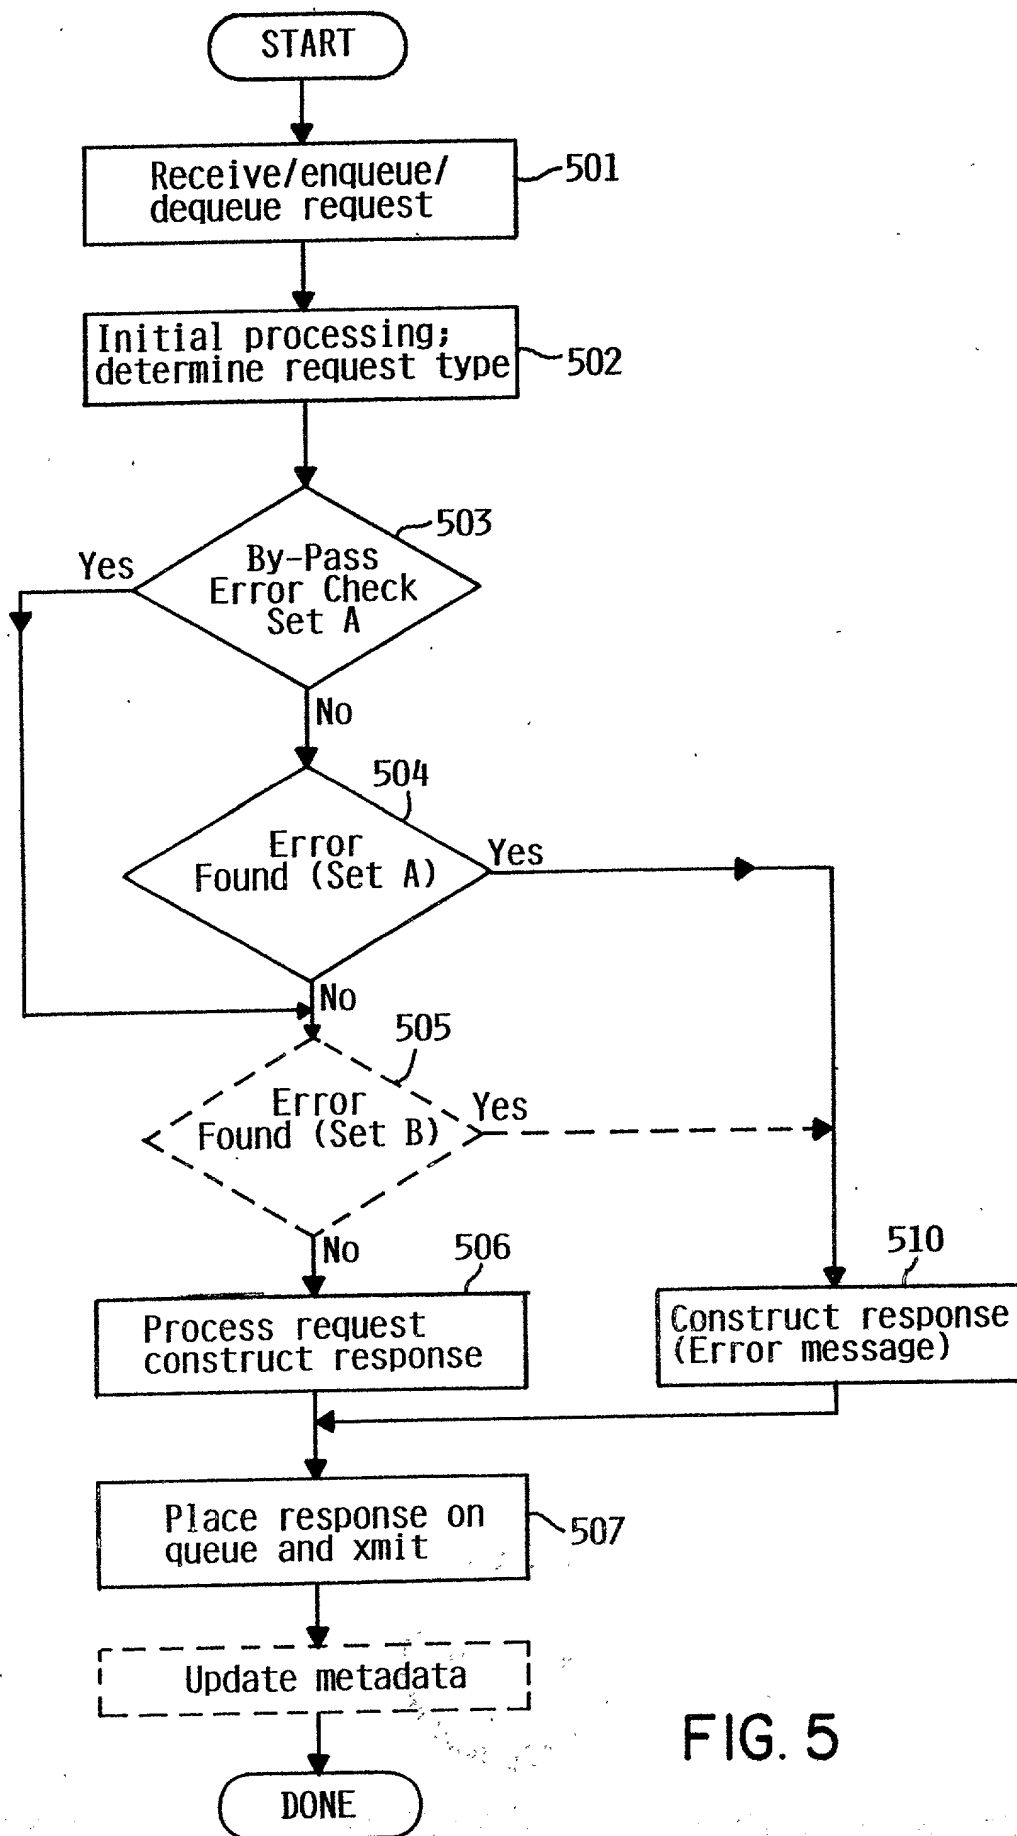 START
Receive/enqueue/
dequeue request
501
Initial processing;
determine request type
502
503
Yes
By-Pass
Error Check
Set A
No
504
Error
Found (Set A)
Yes
No
505
Error
Found (Set B)
Yes
No
506
510
Process request
construct response
Construct response
(Error message)
Place response on
queue and xmit
507
Update metadata
FIG. 5
DONE